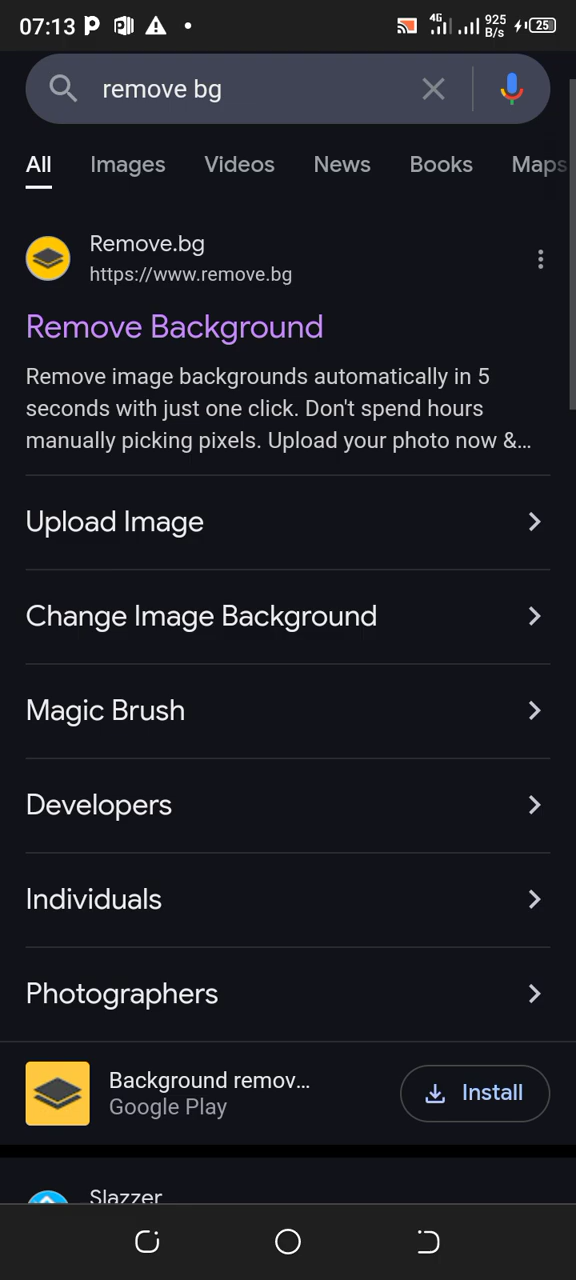 07:13 4G 925 B/s 25
remove bg
All Images Videos News Books Maps
Remove.bg
https://www.remove.bg
Remove Background
Remove image backgrounds automatically in 5
seconds with just one click. Don't spend hours
manually picking pixels. Upload your photo now &...
Upload Image
Change Image Background
Magic Brush
Developers
Individuals
Photographers
Background remov...
Google Play
Install
Slazzer